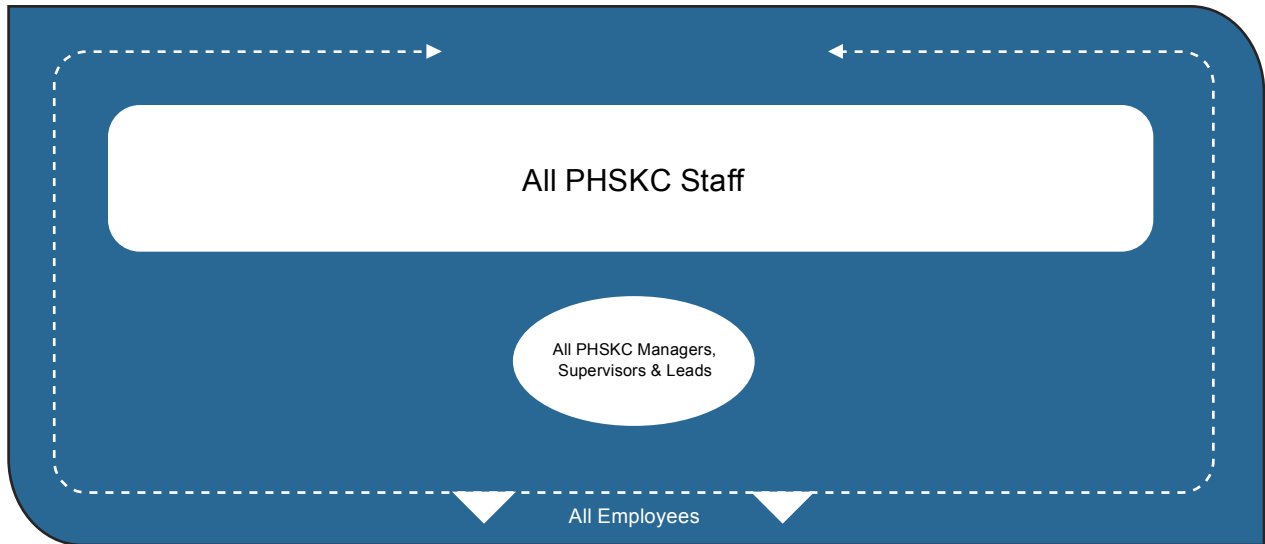 All PHSKC Staff
All PHSKC Managers,
Supervisors & Leads
All Employees